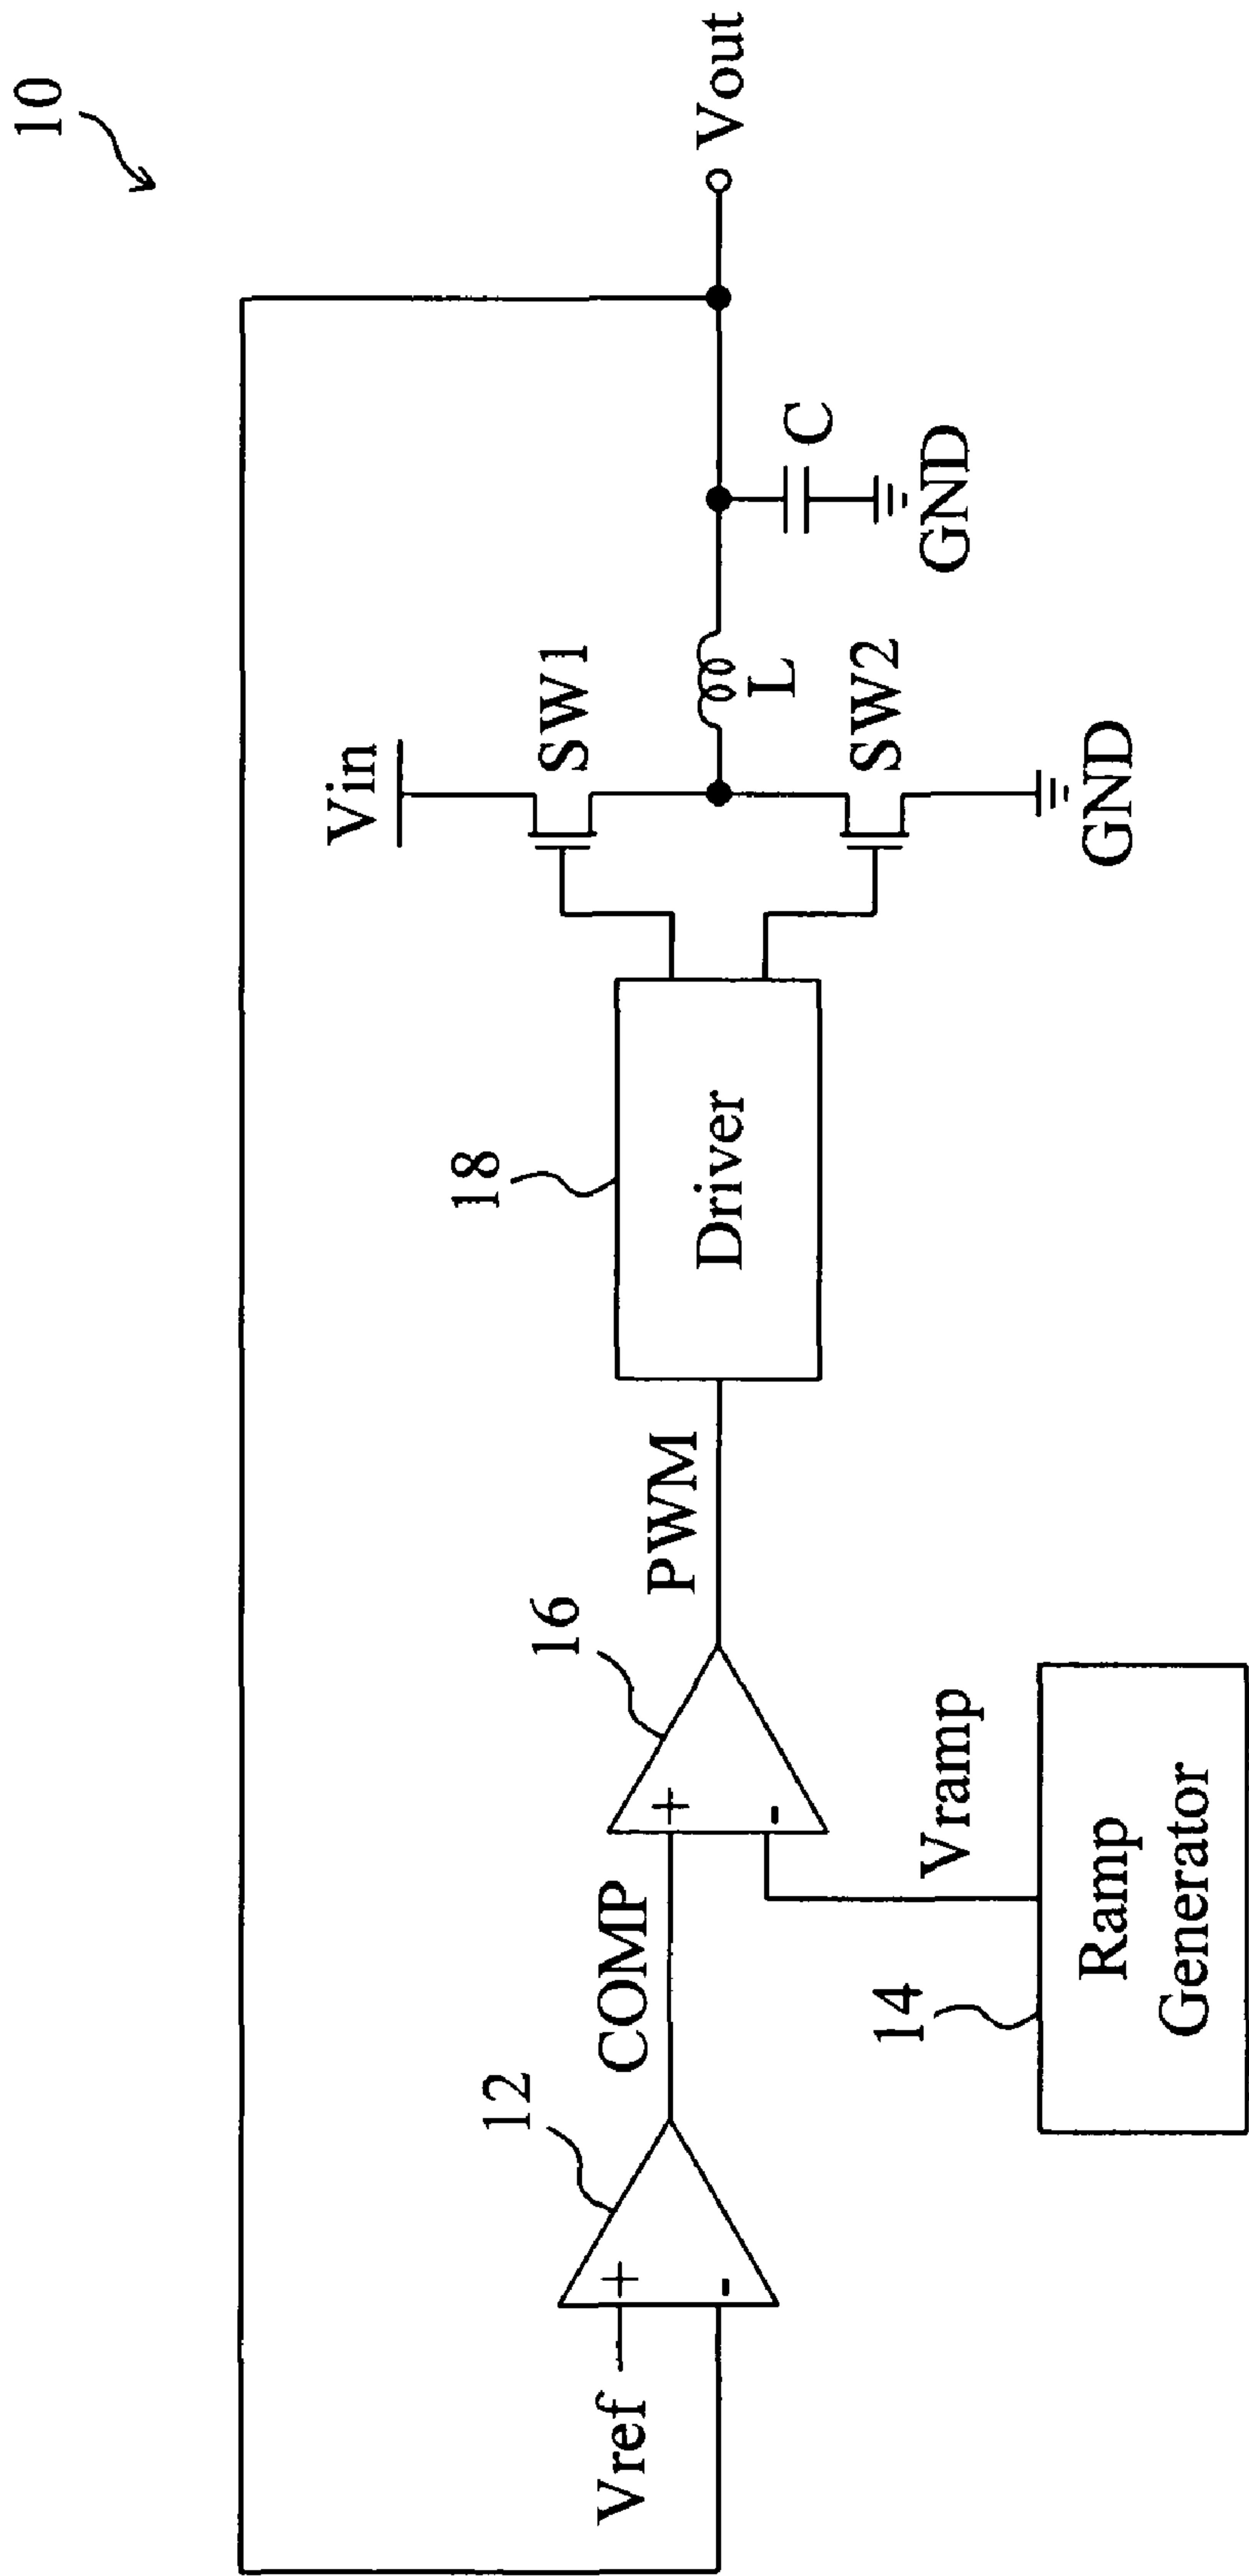 10
Vin
SW1
Vout
18
L
C
GND
Driver
SW2
GND
16
PWM
12
COMP
Vref
+
-
+
-
Vramp
14
Ramp
Generator